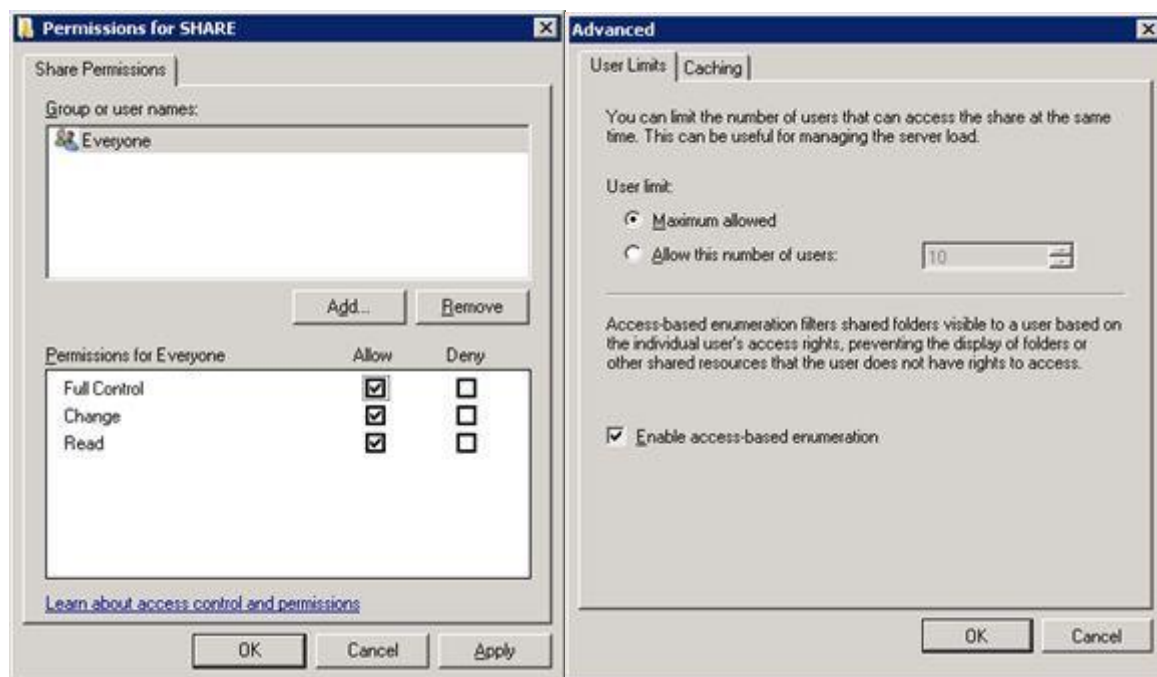 Permissions for SHARE
Share Permissions
Group or user names:
Everyone
Add...
Remove
Permissions for Everyone
Allow
Deny
Full Control
Change
Read
Learn about access control and permissions
OK
Cancel
Apply
Advanced
User Limits
Caching
You can limit the number of users that can access the share at the same
time. This can be useful for managing the server load.
User limit:
Maximum allowed
Allow this number of users:
10
Access-based enumeration filters shared folders visible to a user based on
the individual user's access rights, preventing the display of folders or
other shared resources that the user does not have rights to access.
Enable access-based enumeration
OK
Cancel